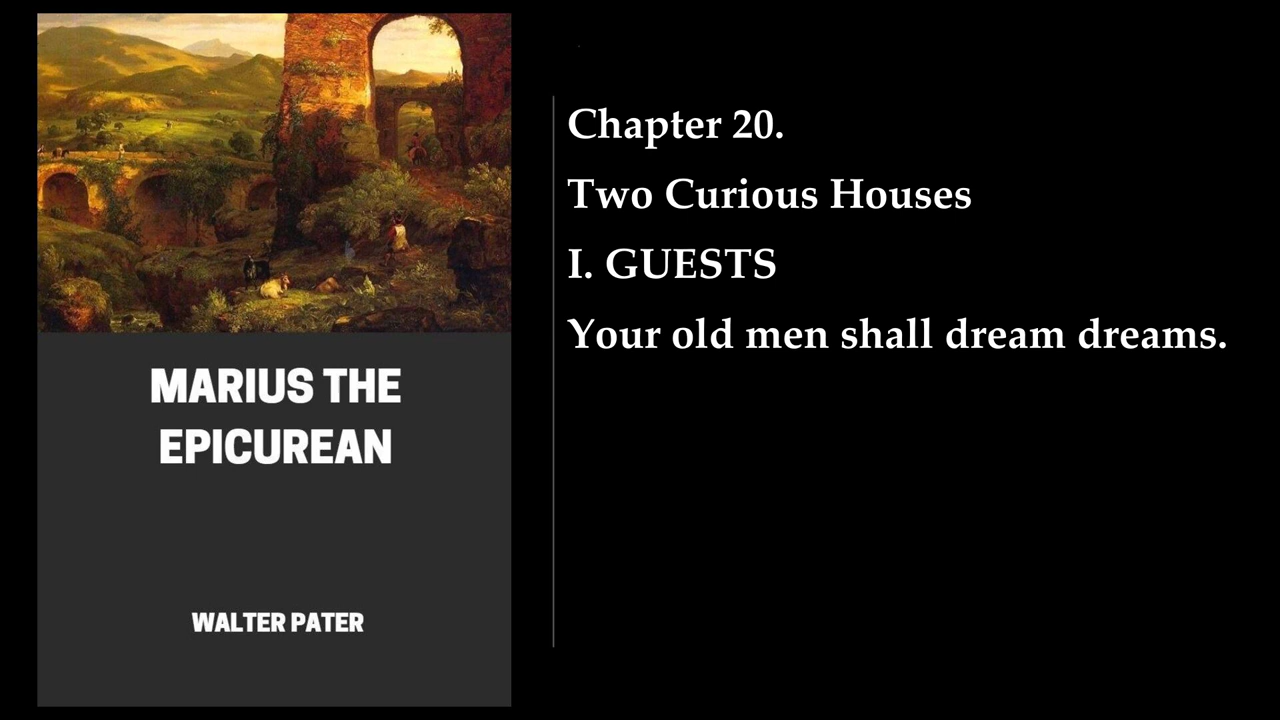 MARIUS THE
EPICUREAN
WALTER PATER
Chapter 20.
Two Curious Houses
I. GUESTS
Your old men shall dream dreams.